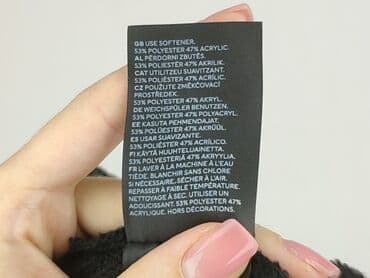 GB USE SOFTENER.
53% POLYESTER 47% ACRYLIC.
AL PËRDORNI ZBUTËS.
53% POLIESTËR 47% AKRILIK.
CAT UTILITZEU SUAVITZANT.
53% POLIÈSTER 47% ACRÍLIC.
CZ POUŽIJTE ZMĚKČOVACÍ
PROSTŘEDEK.
53% POLYESTER 47% AKRYL.
DE WEICHSPÜLER BENUTZEN.
53% POLYESTER 47% POLYACRYL.
EE KASUTA PEHMENDAJAT.
53% POLÜESTER 47% AKRÜÜL.
ES USAR SUAVIZANTE.
53% POLIÉSTER 47% ACRÍLICO.
FI KÄYTÄ HUUHTELUAINETTA.
53% POLYESTERIÄ 47% AKRYYLIA.
FR LAVER À LA MACHINE À L'EAU
TIÈDE. BLANCHIR SANS CHLORE
SI NÉCESSAIRE, SÉCHER À L'AIR.
REPASSER À FAIBLE TEMPÉRATURE.
NETTOYAGE À SEC. UTILISER UN
ADOUCISSANT. 53% POLYESTER 47%
ACRYLIQUE. HORS DÉCORATIONS.